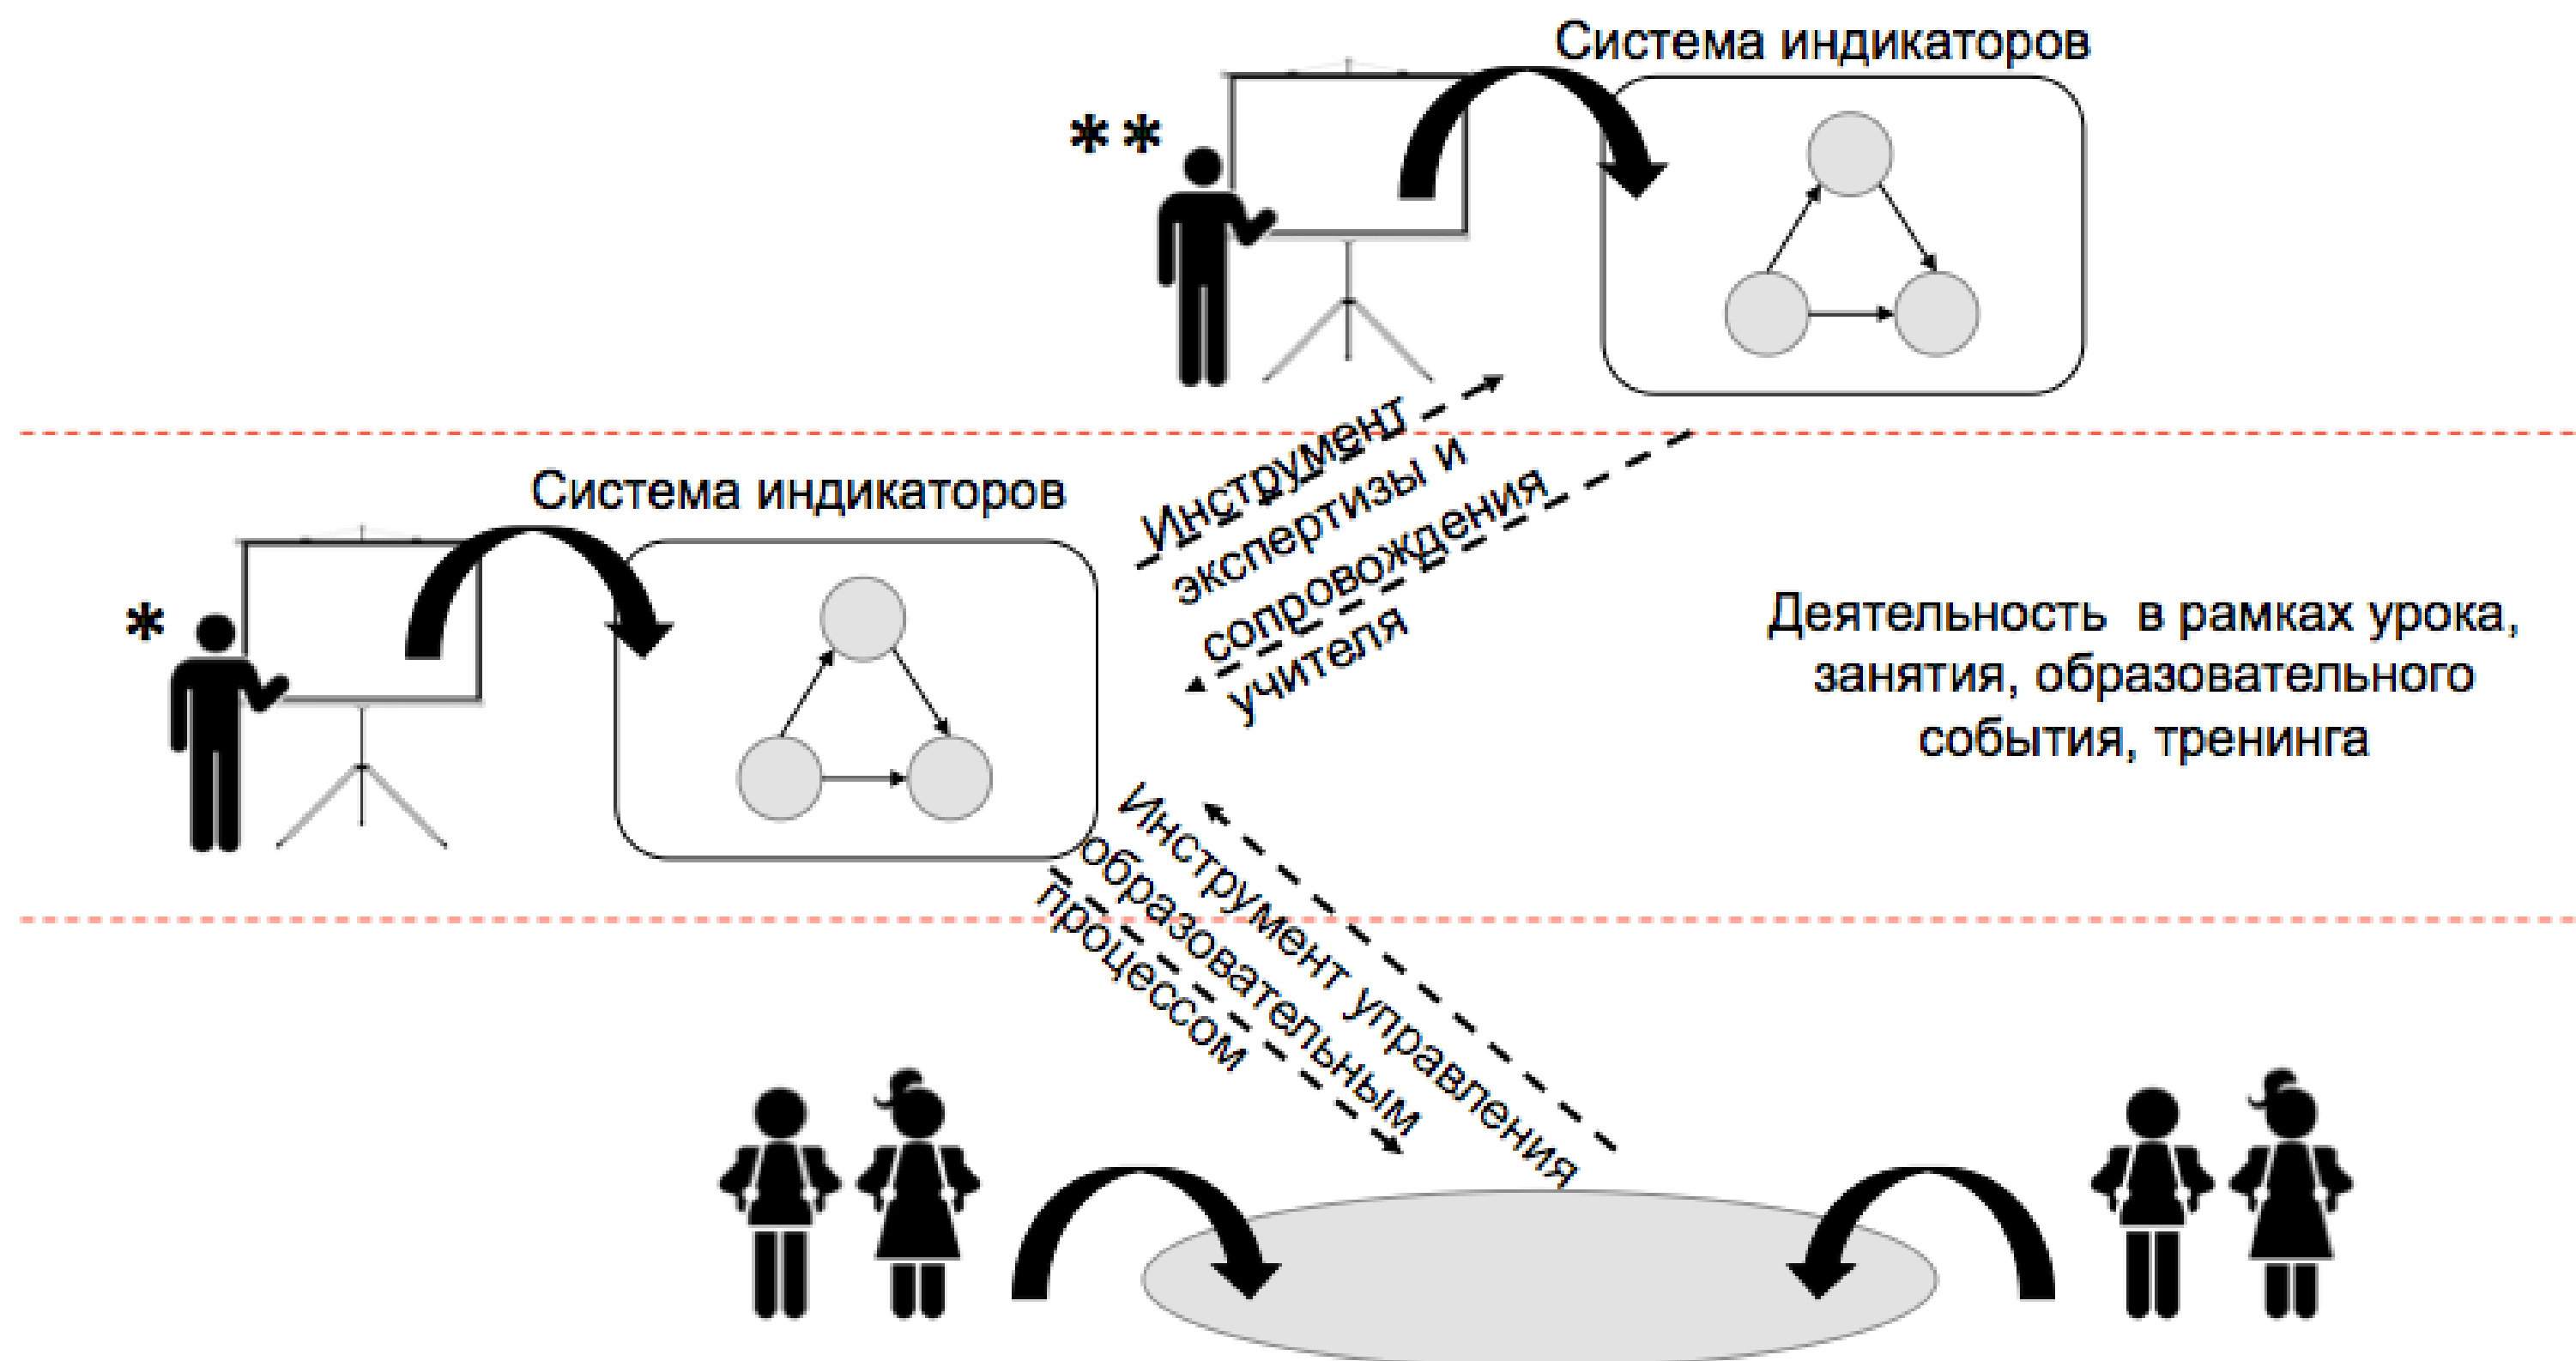 Система индикаторов
**
Инструмент
экспертизы и
сопровождения
учителя
Система индикаторов
*
Деятельность в рамках урока,
занятия, образовательного
события, тренинга
Инструмент управления
образовательным
процессом